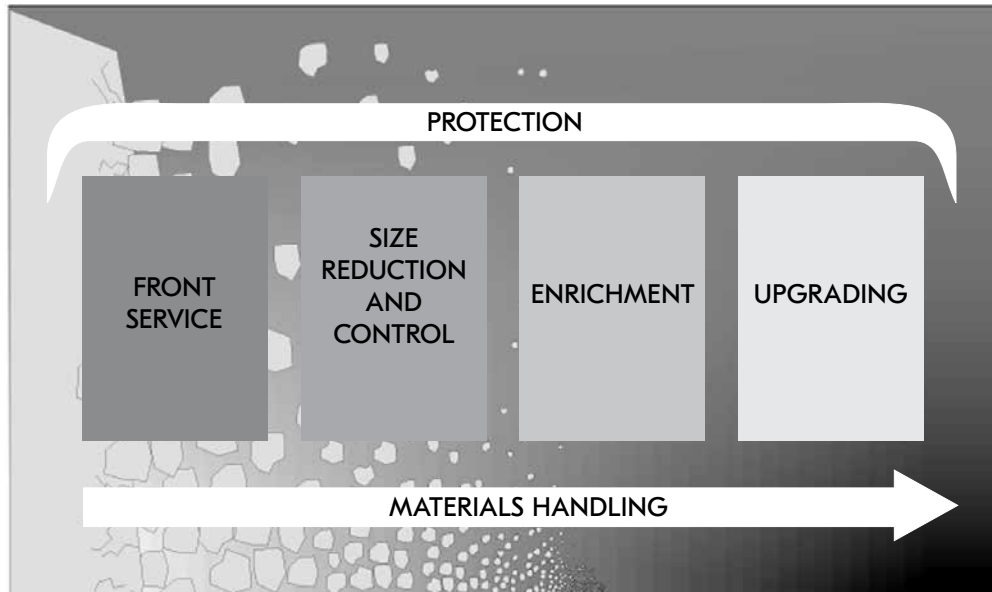 PROTECTION
FRONT
SERVICE
SIZE
REDUCTION
AND
CONTROL
ENRICHMENT
UPGRADING
MATERIALS HANDLING